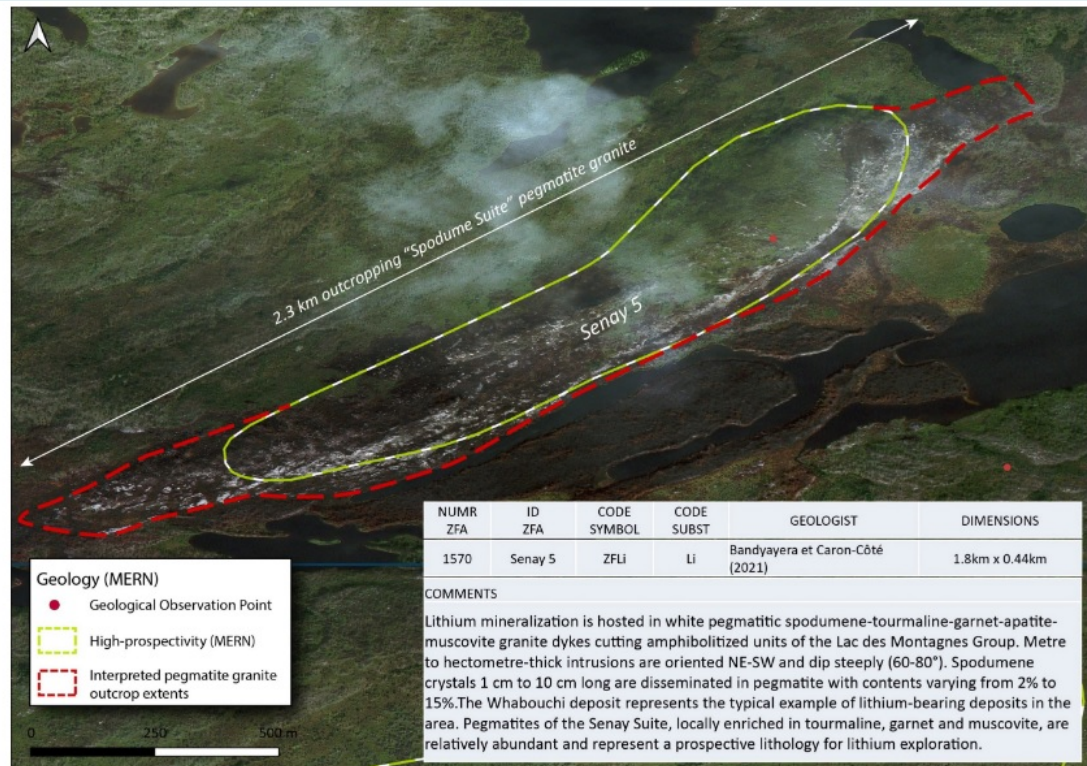 2.3 km outcropping "Spodume Suite" pegmatite granite
Senay 5
NUMR ZFA
ID ZFA
CODE SYMBOL
CODE SUBST
GEOLOGIST
DIMENSIONS
1570
Senay 5
ZFLi
Li
Bandyayera et Caron-Côté (2021)
1.8km x 0.44km
COMMENTS
Lithium mineralization is hosted in white pegmatitic spodumene-tourmaline-garnet-apatite-
muscovite granite dykes cutting amphibolitized units of the Lac des Montagnes Group. Metre
to hectometre-thick intrusions are oriented NE-SW and dip steeply (60-80°). Spodumene
crystals 1 cm to 10 cm long are disseminated in pegmatite with contents varying from 2% to
15%.The Whabouchi deposit represents the typical example of lithium-bearing deposits in the
area. Pegmatites of the Senay Suite, locally enriched in tourmaline, garnet and muscovite, are
relatively abundant and represent a prospective lithology for lithium exploration.
Geology (MERN)
Geological Observation Point
High-prospectivity (MERN)
Interpreted pegmatite granite
outcrop extents
0 250 500 m